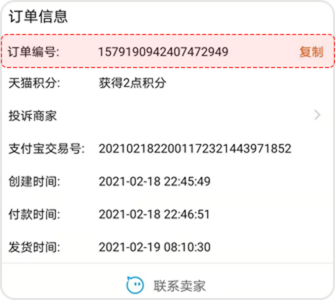 订单信息
订单编号: 1579190942407472949 复制
天猫积分: 获得2点积分
投诉商家
支付宝交易号: 2021021822001172321443971852
创建时间: 2021-02-18 22:45:49
付款时间: 2021-02-18 22:46:51
发货时间: 2021-02-19 08:10:30
联系卖家